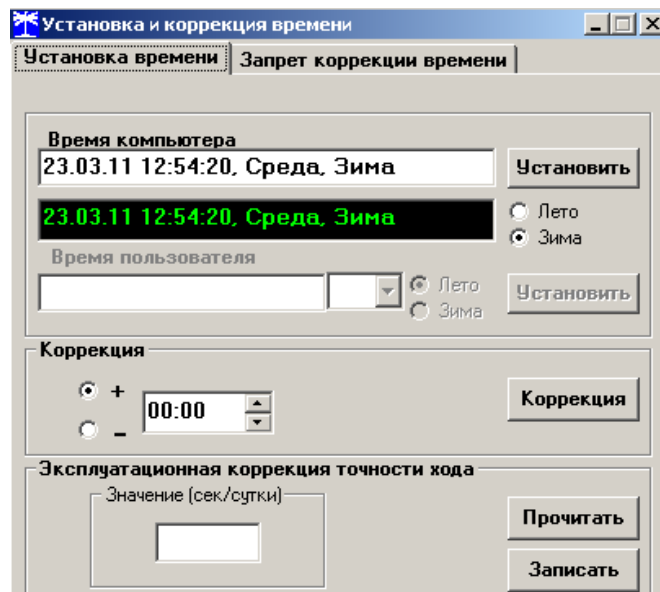 Установка и коррекция времени
Установка времени Запрет коррекции времени
Время компьютера
23.03.11 12:54:20, Среда, Зима Установить
23.03.11 12:54:20, Среда, Зима Лето
Зима
Время пользователя
Лето Установить
Зима
Коррекция
+
00:00 Коррекция
–
Эксплуатационная коррекция точности хода
Значение (сек/сутки)
Прочитать
Записать